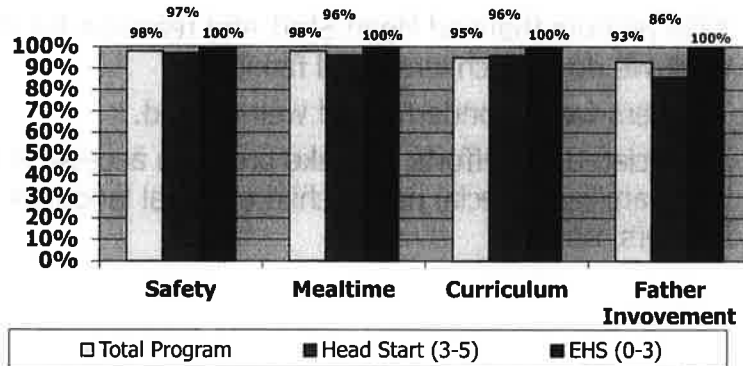 97% 96% 96% 86%
98% 100% 98% 100% 95% 100% 93% 100%
100%
90%
80%
70%
60%
50%
40%
30%
20%
10%
0%
Safety Mealtime Curriculum Father
Invovement
Total Program Head Start (3-5) EHS (0-3)